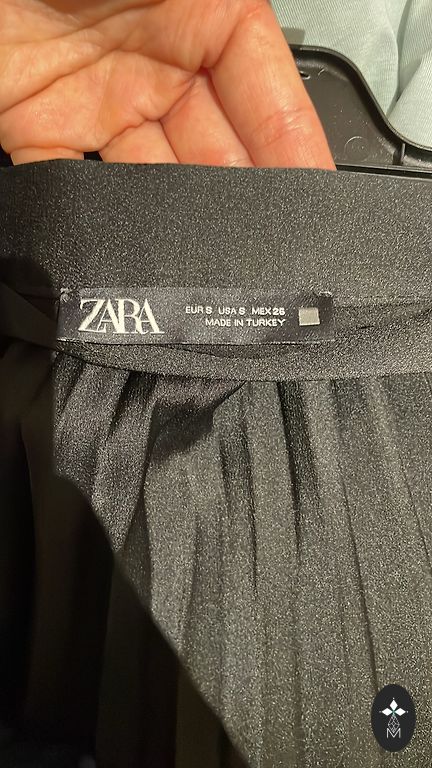 ZARA
EUR S USA S MEX 26
MADE IN TURKEY
M